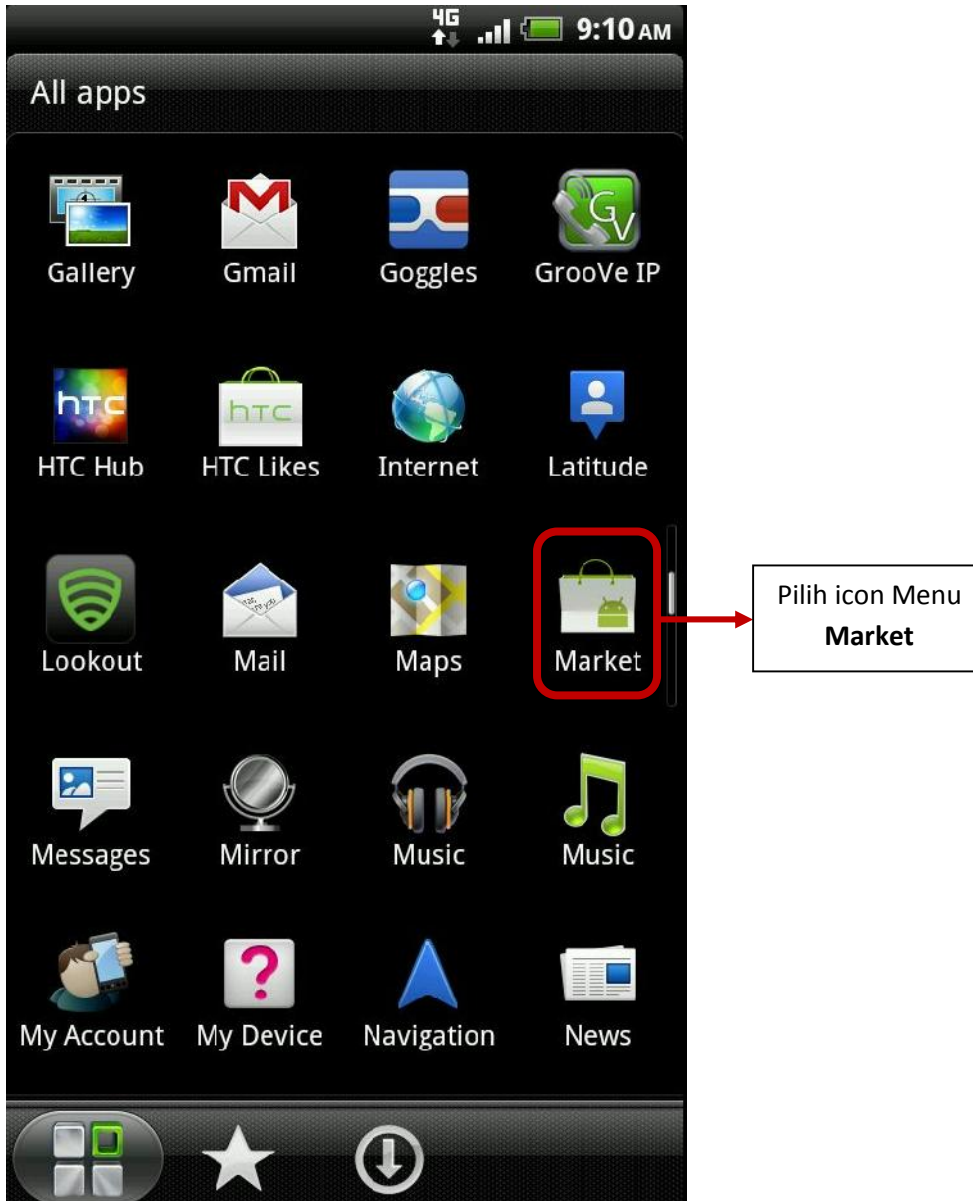 4G 9:10 AM
All apps
Gallery Gmail Goggles GrooVe IP
hTC hTC
HTC Hub HTC Likes Internet Latitude
Lookout Mail Maps Market
Pilih icon Menu
Market
Messages Mirror Music Music
My Account My Device Navigation News